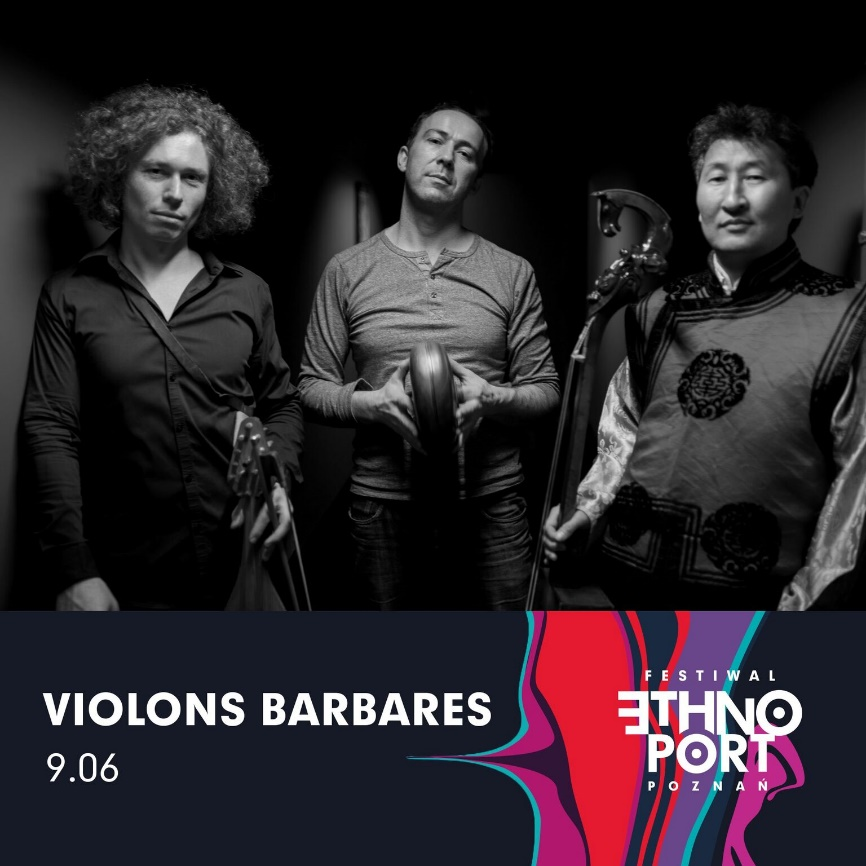 VIOLONS BARBARES
9.06
FESTIWAL
ETHNO
PORT
POZNAŃ